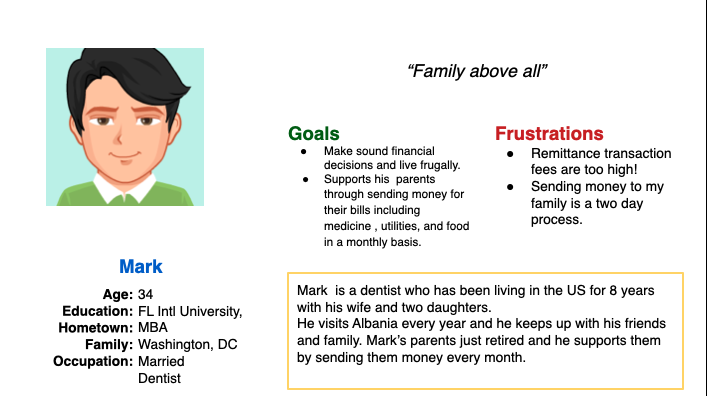 “Family above all”
Goals
● Make sound financial
decisions and live frugally.
● Supports his parents
through sending money for
their bills including
medicine , utilities, and food
in a monthly basis.
Frustrations
● Remittance transaction
fees are too high!
● Sending money to my
family is a two day
process.
Mark
Age: 34
Education: FL Intl University,
Hometown: MBA
Family: Washington, DC
Occupation: Married
Dentist
Mark is a dentist who has been living in the US for 8 years
with his wife and two daughters.
He visits Albania every year and he keeps up with his friends
and family. Mark’s parents just retired and he supports them
by sending them money every month.